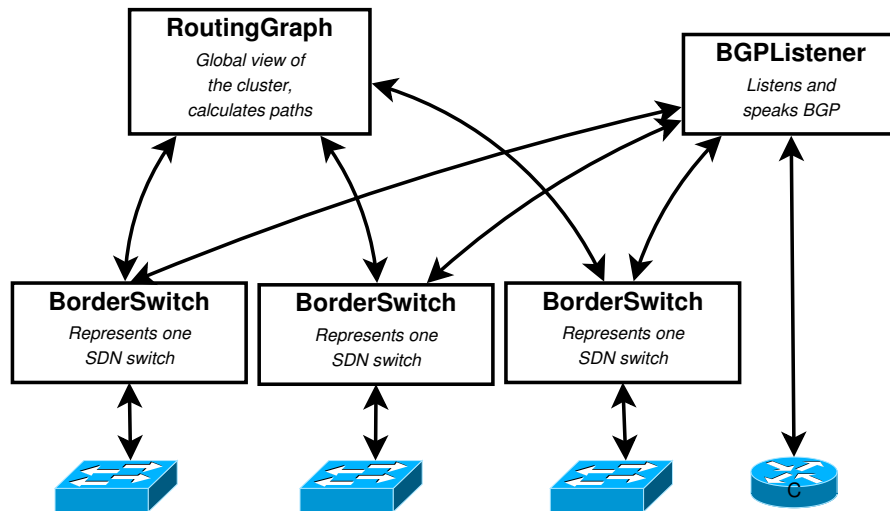 RoutingGraph
Global view of
the cluster,
calculates paths
BGPListener
Listens and
speaks BGP
BorderSwitch
Represents one
SDN switch
BorderSwitch
Represents one
SDN switch
BorderSwitch
Represents one
SDN switch
C